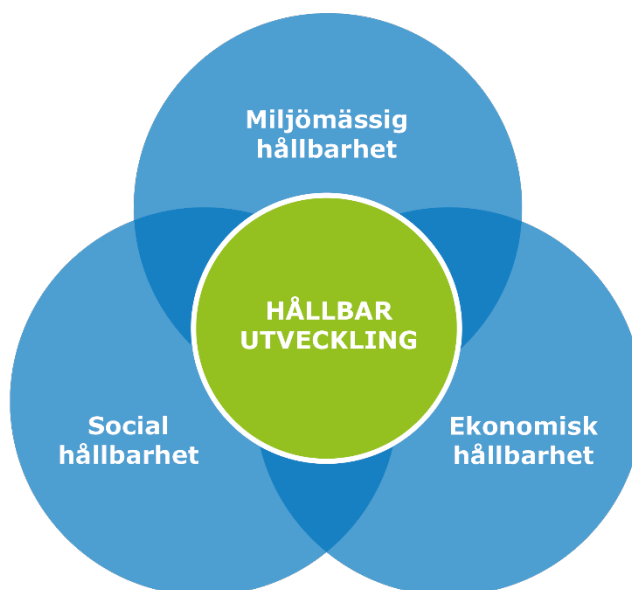 Miljömässig
hållbarhet
HÅLLBAR
UTVECKLING
Social
hållbarhet
Ekonomisk
hållbarhet